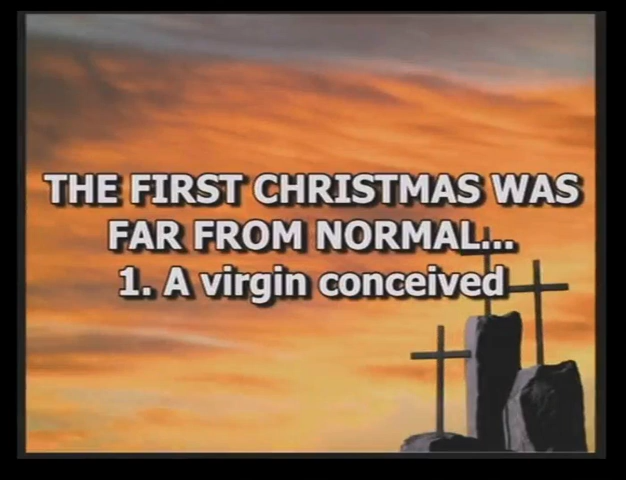 THE FIRST CHRISTMAS WAS
FAR FROM NORMAL...
1. A virgin conceived